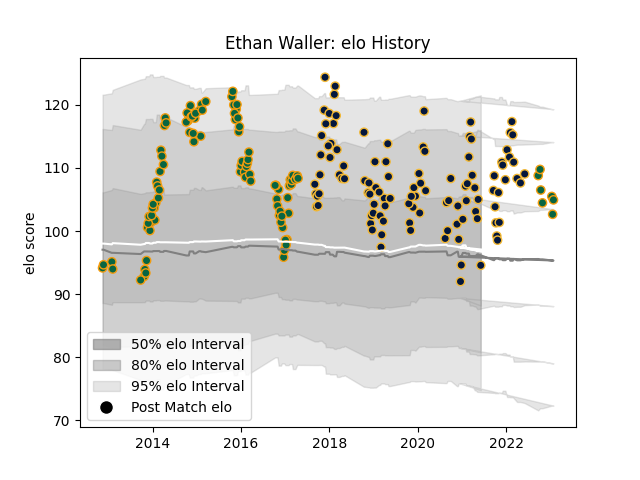 Ethan Waller: elo History
elo score
120
110
100
90
80
70
50% elo Interval
80% elo Interval
95% elo Interval
Post Match elo
2014
2016
2018
2020
2022